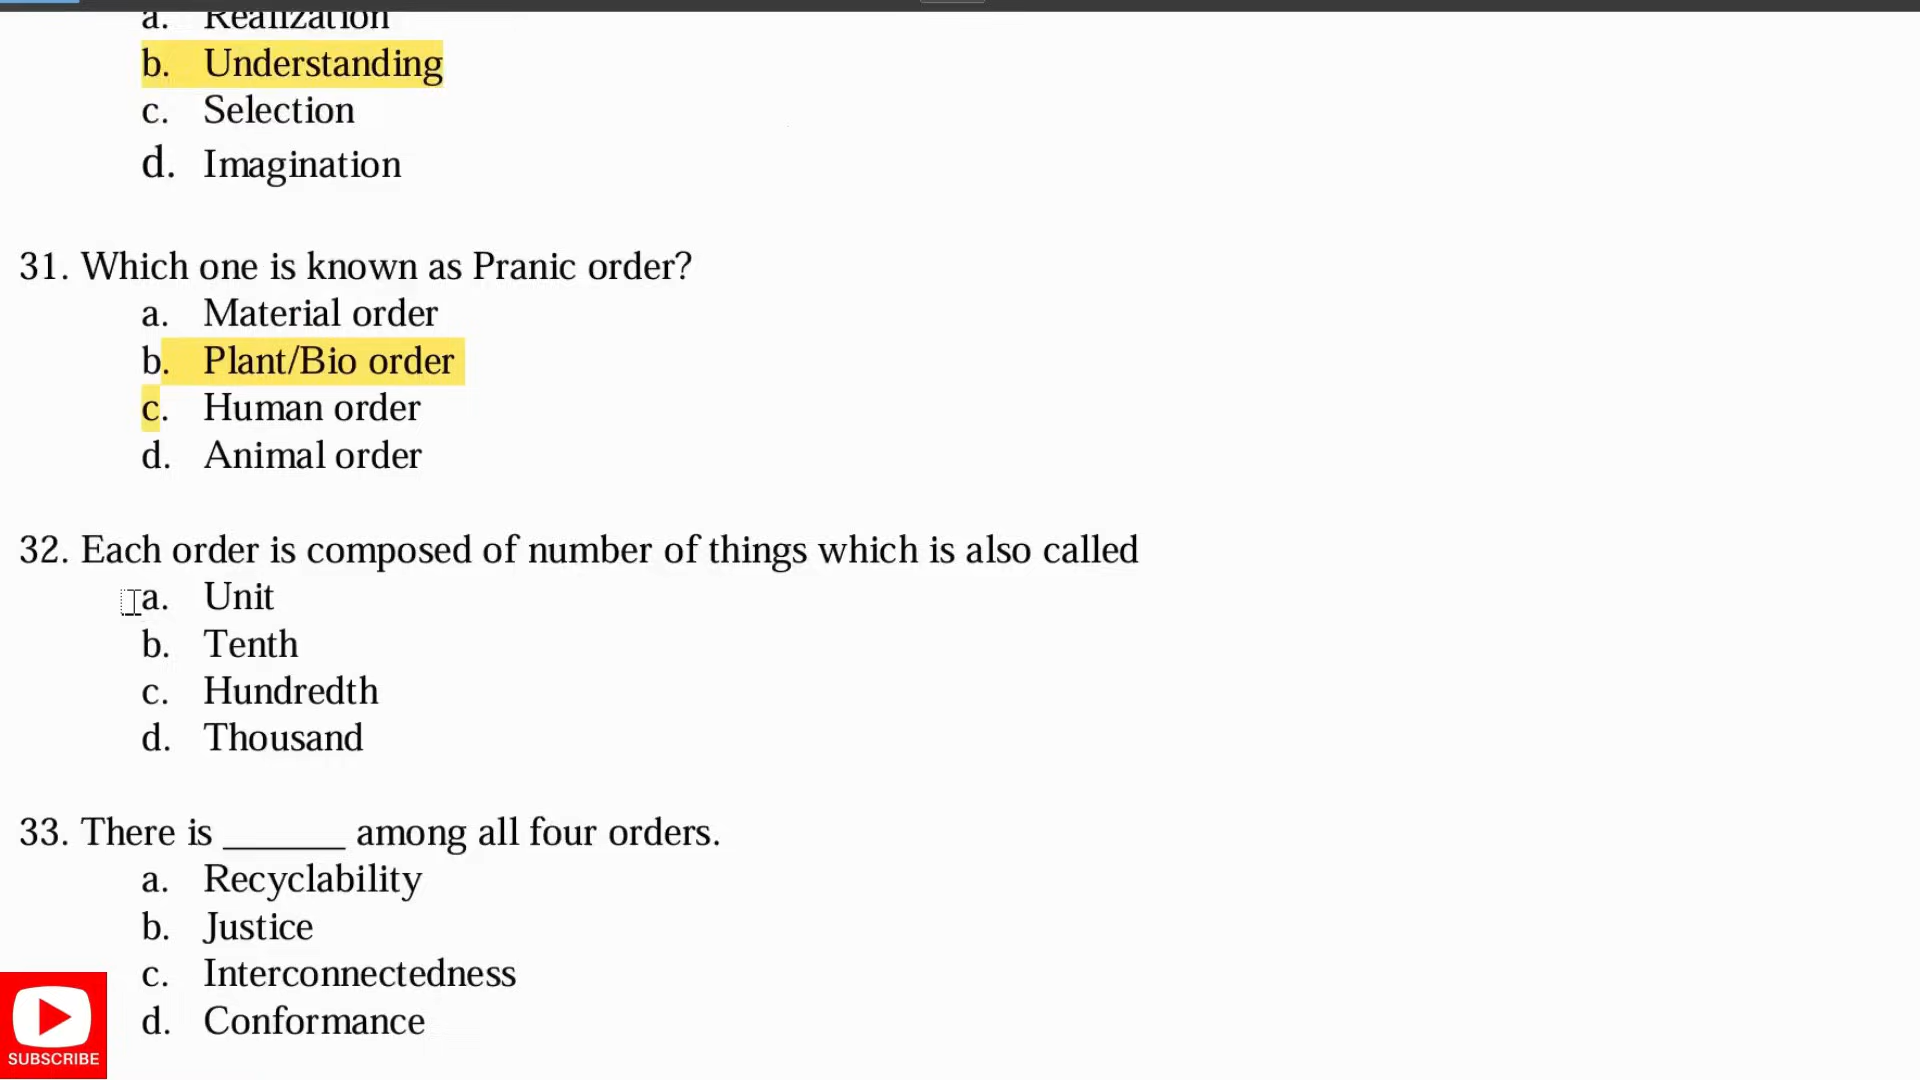 a. Realization
b. Understanding
c. Selection
d. Imagination
31. Which one is known as Pranic order?
a. Material order
b. Plant/Bio order
c. Human order
d. Animal order
32. Each order is composed of number of things which is also called
a. Unit
b. Tenth
c. Hundredth
d. Thousand
33. There is ______ among all four orders.
a. Recyclability
b. Justice
c. Interconnectedness
d. Conformance
SUBSCRIBE